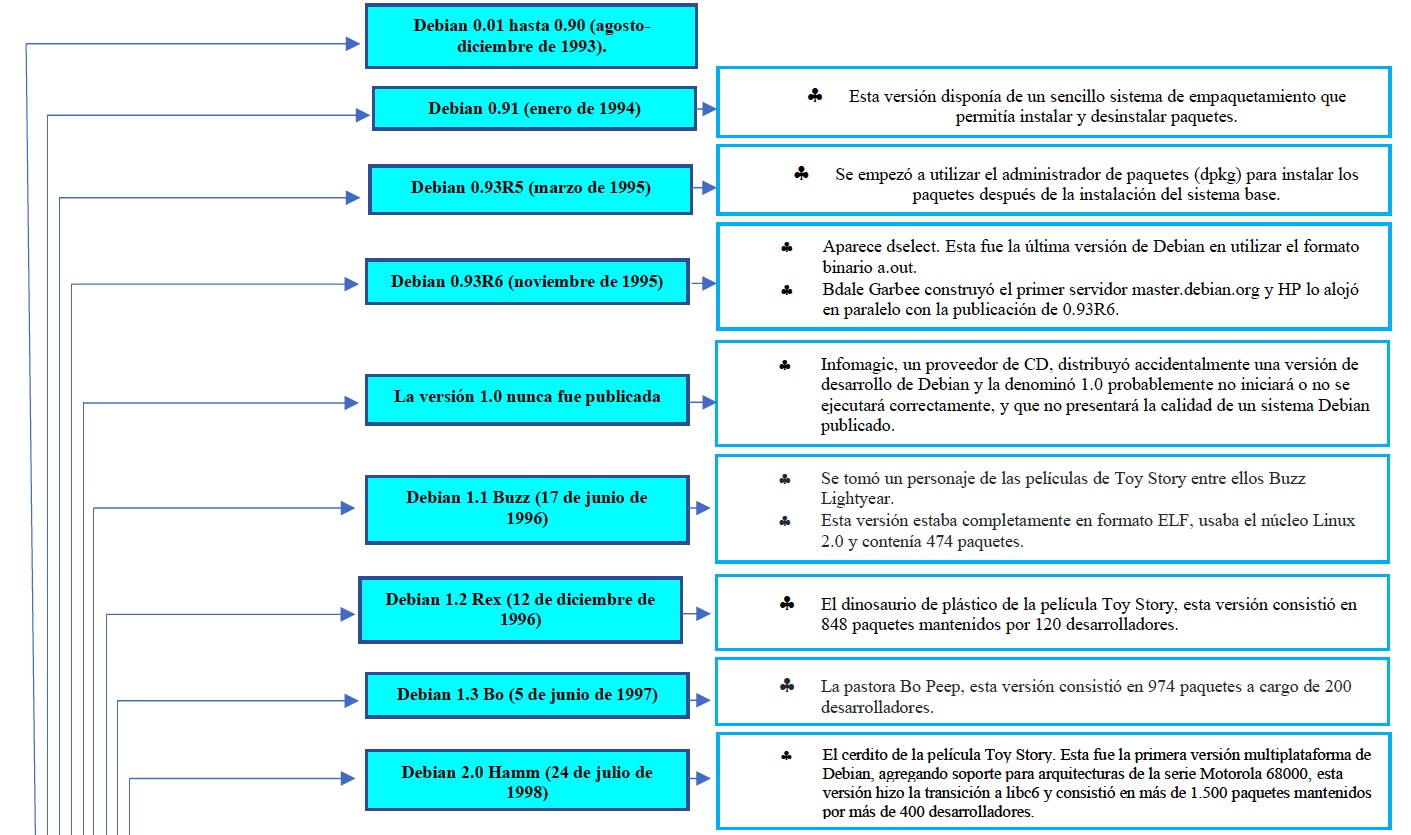 Debian 0.01 hasta 0.90 (agosto-
diciembre de 1993).
Debian 0.91 (enero de 1994)
♣ Esta versión disponía de un sencillo sistema de empaquetamiento que
permitía instalar y desinstalar paquetes.
Debian 0.93R5 (marzo de 1995)
♣ Se empezó a utilizar el administrador de paquetes (dpkg) para instalar los
paquetes después de la instalación del sistema base.
Debian 0.93R6 (noviembre de 1995)
♣ Aparece dselect. Esta fue la última versión de Debian en utilizar el formato
binario a.out.
♣ Bdale Garbee construyó el primer servidor master.debian.org y HP lo alojó
en paralelo con la publicación de 0.93R6.
La versión 1.0 nunca fue publicada
♣ Infomagic, un proveedor de CD, distribuyó accidentalmente una versión de
desarrollo de Debian y la denominó 1.0 probablemente no iniciará o no se
ejecutará correctamente, y que no presentará la calidad de un sistema Debian
publicado.
Debian 1.1 Buzz (17 de junio de
1996)
♣ Se tomó un personaje de las películas de Toy Story entre ellos Buzz
Lightyear.
♣ Esta versión estaba completamente en formato ELF, usaba el núcleo Linux
2.0 y contenía 474 paquetes.
Debian 1.2 Rex (12 de diciembre de
1996)
♣ El dinosaurio de plástico de la película Toy Story, esta versión consistió en
848 paquetes mantenidos por 120 desarrolladores.
Debian 1.3 Bo (5 de junio de 1997)
♣ La pastora Bo Peep, esta versión consistió en 974 paquetes a cargo de 200
desarrolladores.
Debian 2.0 Hamm (24 de julio de
1998)
♣ El cerdito de la película Toy Story. Esta fue la primera versión multiplataforma de
Debian, agregando soporte para arquitecturas de la serie Motorola 68000, esta
versión hizo la transición a libc6 y consistió en más de 1.500 paquetes mantenidos
por más de 400 desarrolladores.